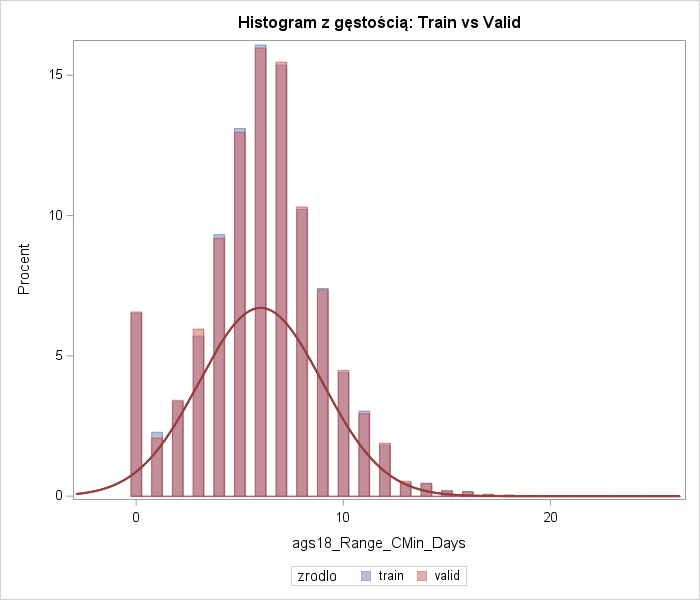 Histogram z gęstością: Train vs Valid
15
10
5
0
Procent
0 10 20
ags18_Range_CMin_Days
zrodlo train valid